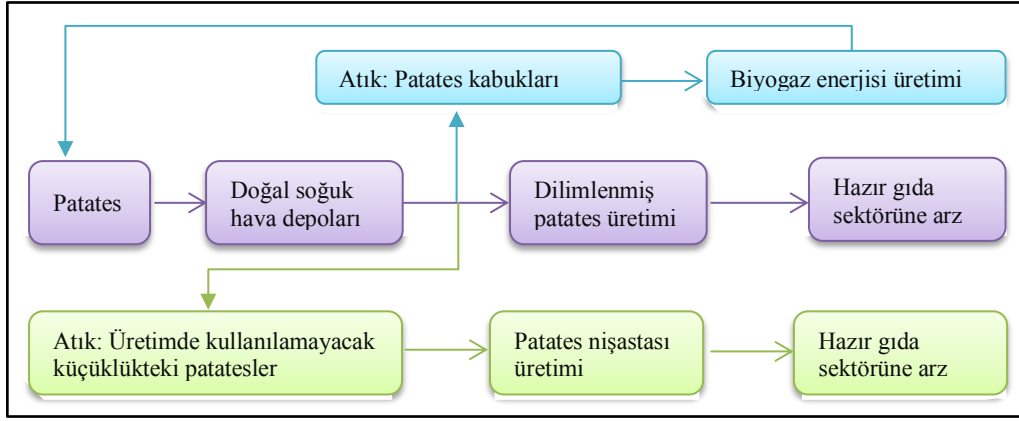 Atık: Patates kabukları
Biyogaz enerjisi üretimi
Patates
Doğal soğuk
hava depoları
Dilimlenmiş
patates üretimi
Hazır gıda
sektörüne arz
Atık: Üretimde kullanılamayacak
küçüklükteki patatesler
Patates nişastası
üretimi
Hazır gıda
sektörüne arz